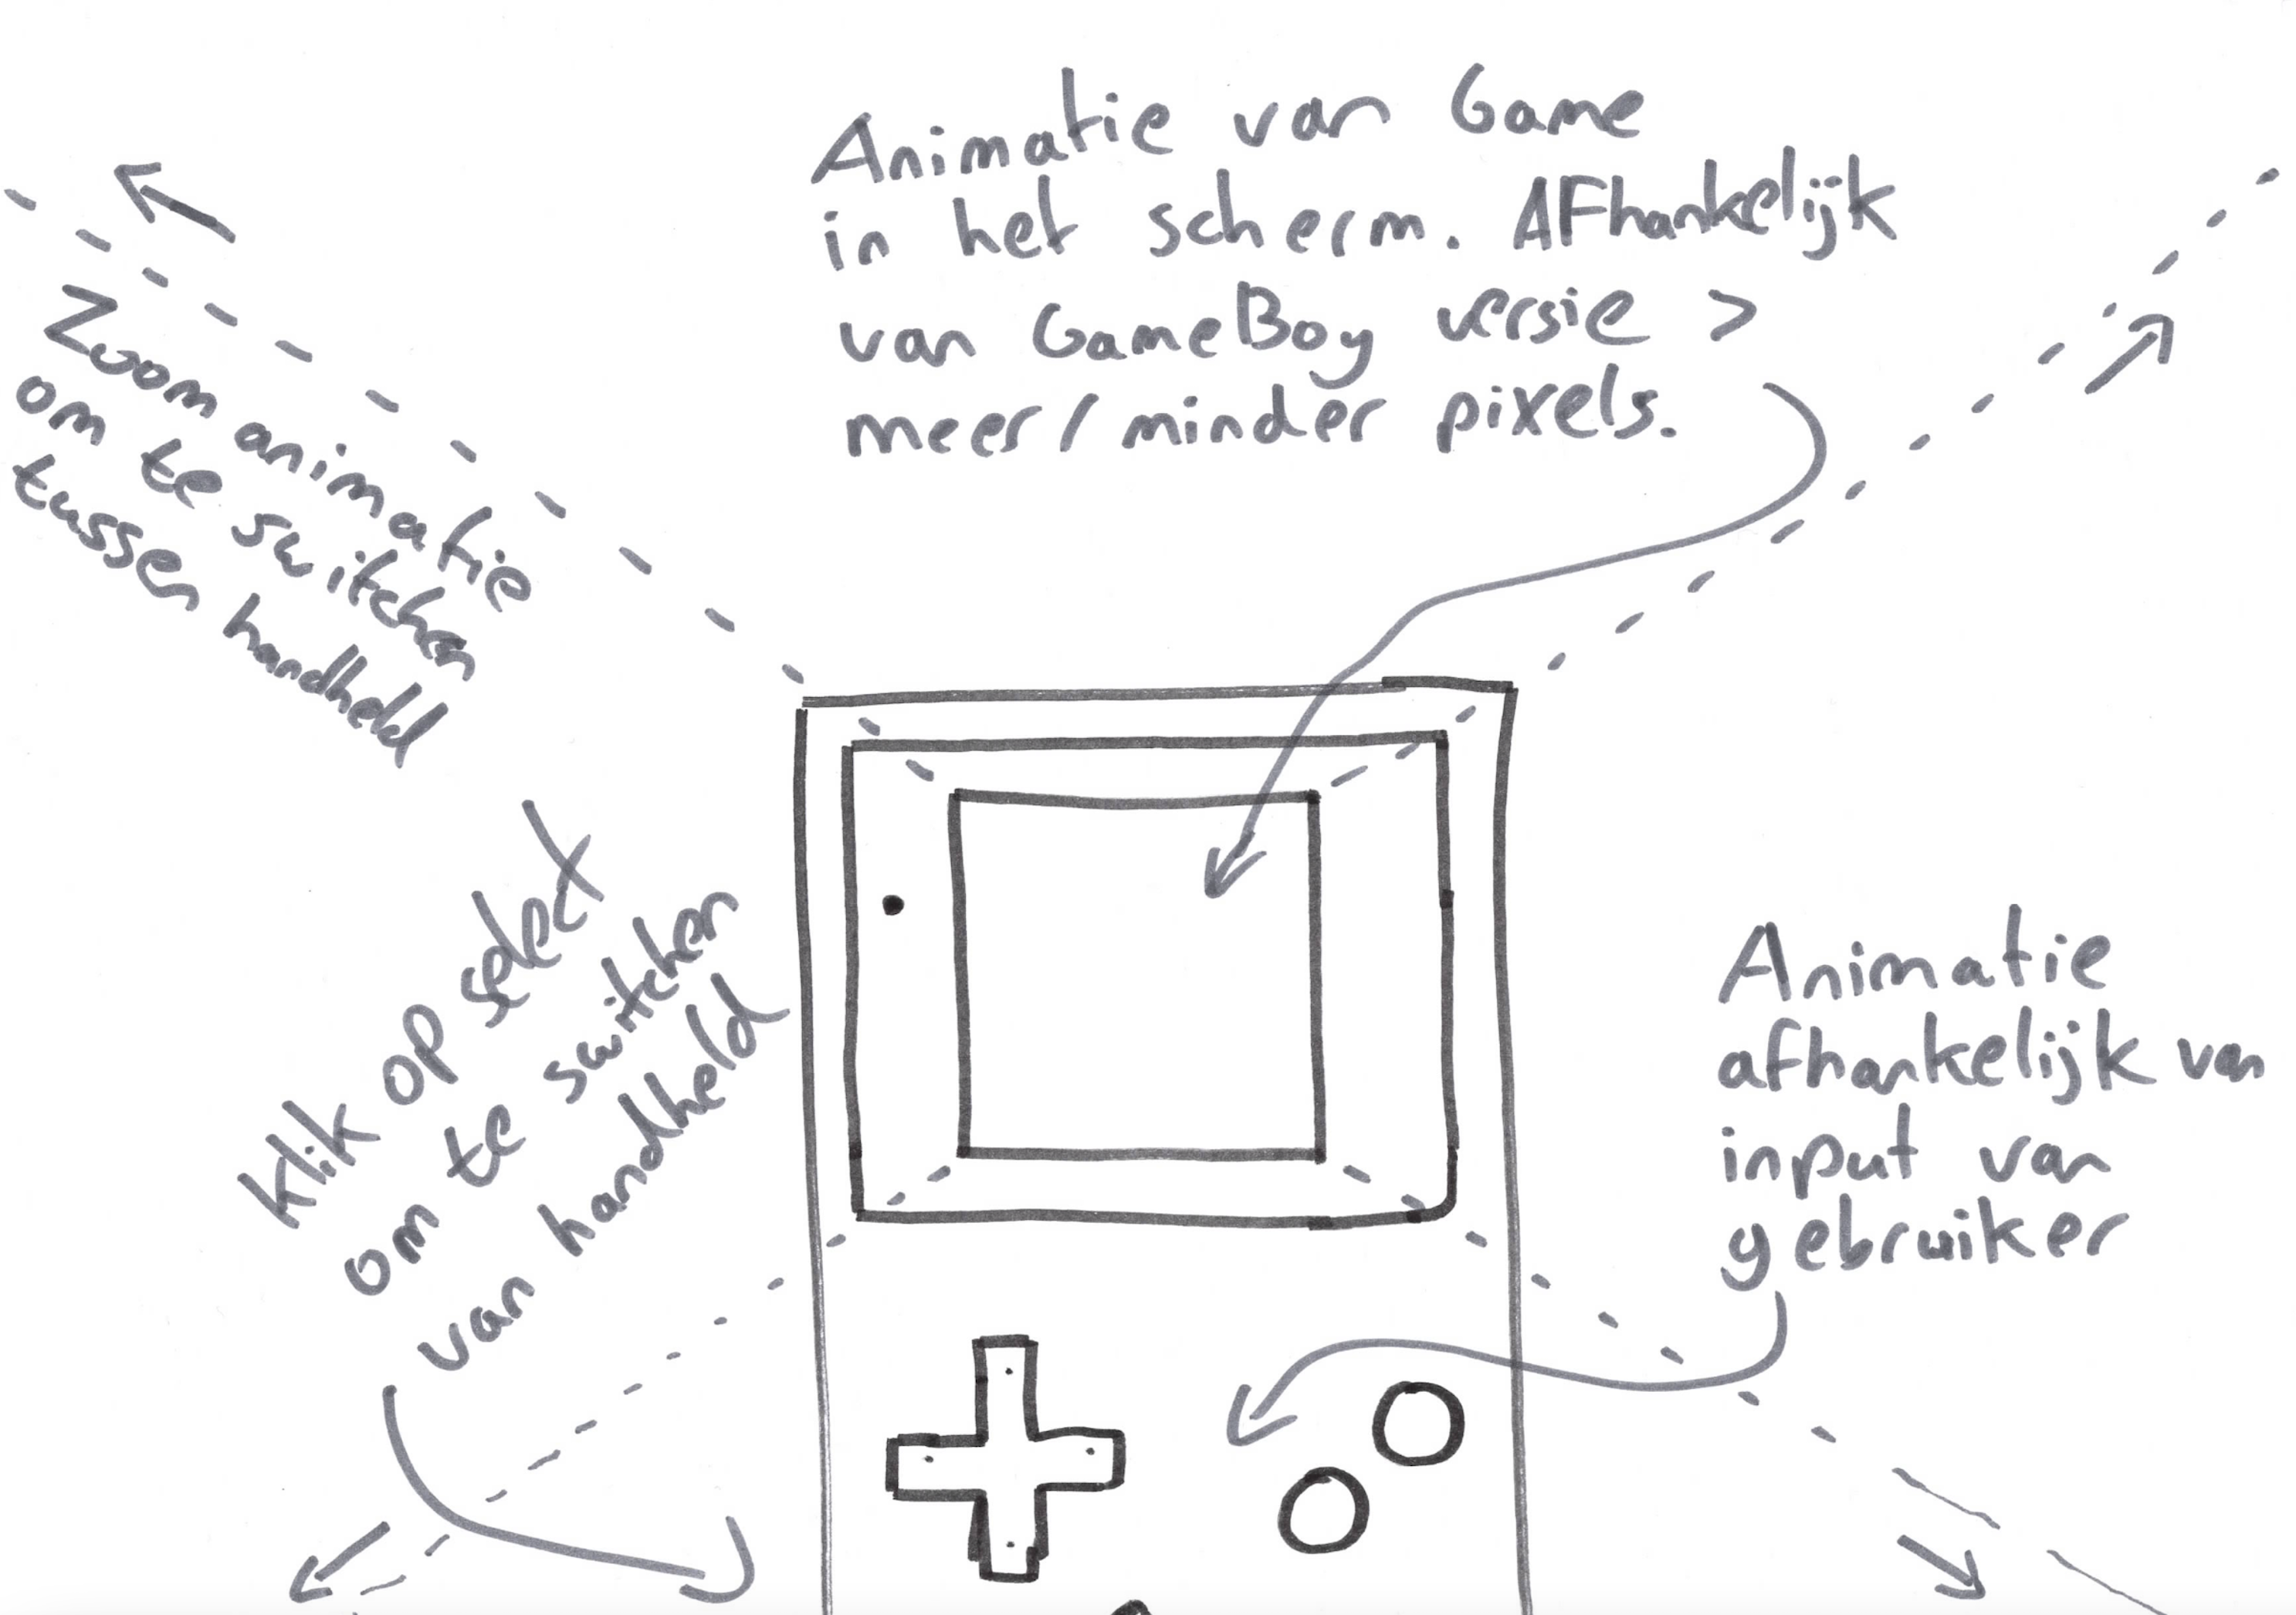 Animatie van Game
in het scherm. AFhankelijk
van GameBoy versie >
meer/minder pixels.
Zoom animatie
om te switchen
tussen handheld
Klik op select
om te switchen
van handheld
Animatie
afhankelijk van
input van
gebruiker